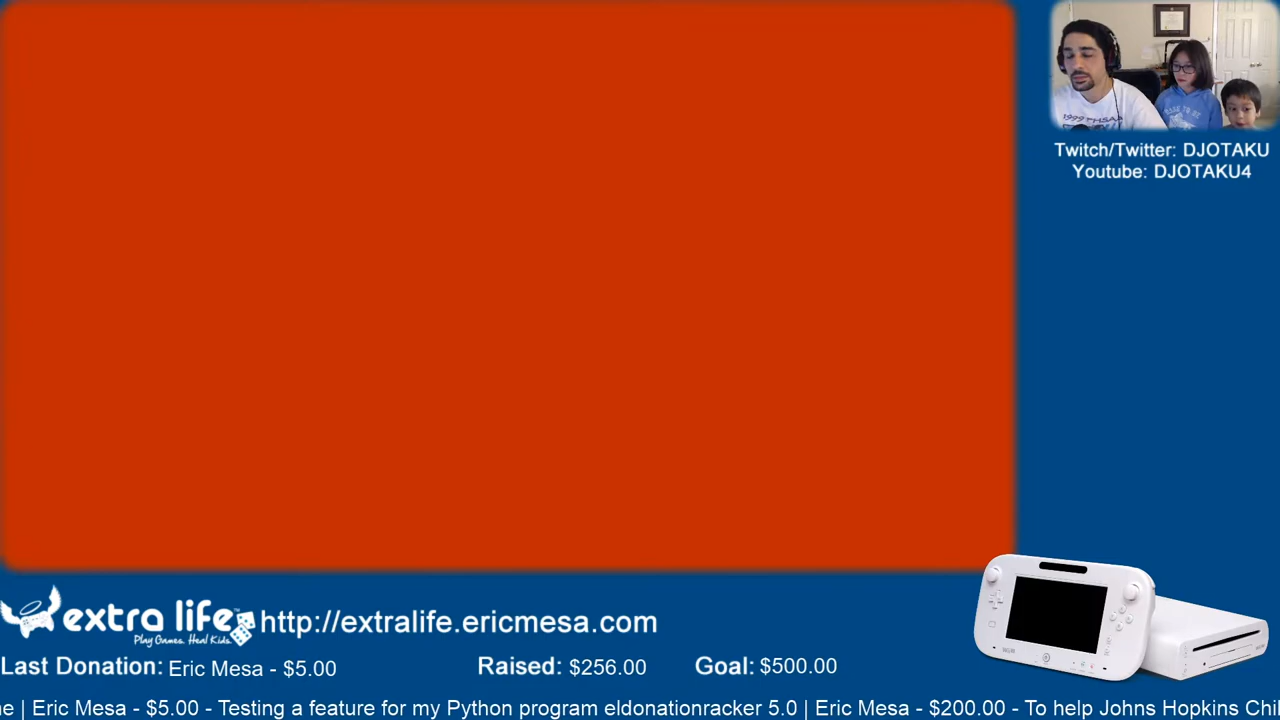 Twitch/Twitter: DJOTAKU
Youtube: DJOTAKU4
extra life
Play Games. Heal Kids.
http://extralife.ericmesa.com
Last Donation: Eric Mesa - $5.00
Raised: $256.00
Goal: $500.00
| Eric Mesa - $5.00 - Testing a feature for my Python program eldonationracker 5.0 | Eric Mesa - $200.00 - To help Johns Hopkins